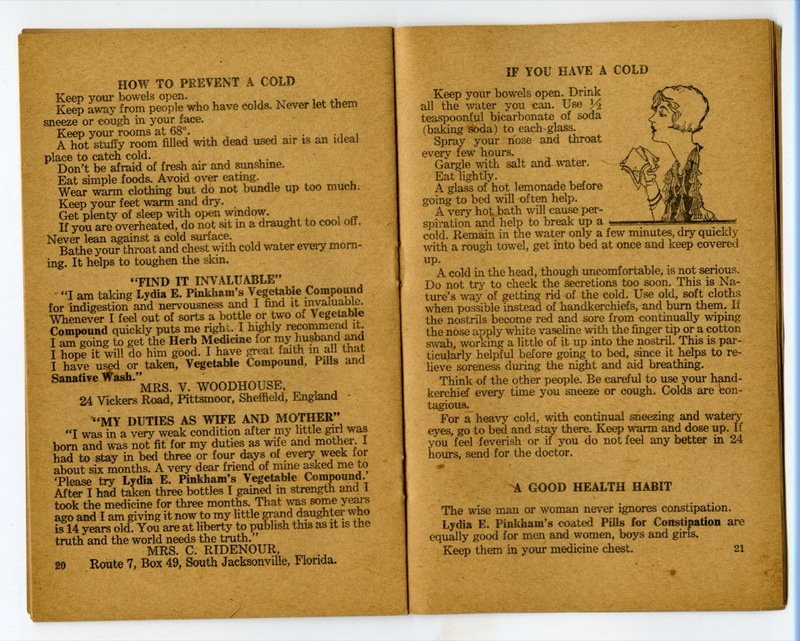 HOW TO PREVENT A COLD
Keep your bowels open.
Keep away from people who have colds. Never let them
sneeze or cough in your face.
Keep your rooms at 68°.
A hot stuffy room filled with dead used air is an ideal
place to catch cold.
Don't be afraid of fresh air and sunshine.
Eat simple foods. Avoid over eating.
Wear warm clothing but do not bundle up too much.
Keep your feet warm and dry.
Get plenty of sleep with open window.
If you are overheated, do not sit in a draught to cool off.
Never lean against a cold surface.
Bathe your throat and chest with cold water every morn-
ing. It helps to toughen the skin.
"FIND IT INVALUABLE"
"I am taking Lydia E. Pinkham's Vegetable Compound
for indigestion and nervousness and I find it invaluable.
Whenever I feel out of sorts a bottle or two of Vegetable
Compound quickly puts me right. I highly recommend it.
I am going to get the Herb Medicine for my husband and
I hope it will do him good. I have great faith in all that
I have used or taken, Vegetable Compound, Pills and
Sanative Wash."
MRS. V. WOODHOUSE,
24 Vickers Road, Pittsmoor, Sheffield, England
"MY DUTIES AS WIFE AND MOTHER"
"I was in a very weak condition after my little girl was
born and was not fit for my duties as wife and mother. I
had to stay in bed three or four days of every week for
about six months. A very dear friend of mine asked me to
'Please try Lydia E. Pinkham's Vegetable Compound.'
After I had taken three bottles I gained in strength and I
took the medicine for three months. That was some years
ago and I am giving it now to my little grand daughter who
is 14 years old. You are at liberty to publish this as it is the
truth and the world needs the truth."
MRS. C. RIDENOUR,
20 Route 7, Box 49, South Jacksonville, Florida.
IF YOU HAVE A COLD
Keep your bowels open. Drink
all the water you can. Use ½
teaspoonful bicarbonate of soda
(baking soda) to each glass.
Spray your nose and throat
every few hours.
Gargle with salt and water.
Eat lightly.
A glass of hot lemonade before
going to bed will often help.
A very hot bath will cause per-
spiration and help to break up a
cold. Remain in the water only a few minutes, dry quickly
with a rough towel, get into bed at once and keep covered
up.
A cold in the head, though uncomfortable, is not serious.
Do not try to check the secretions too soon. This is Na-
ture's way of getting rid of the cold. Use old, soft cloths
when possible instead of handkerchiefs, and burn them. If
the nostrils become red and sore from continually wiping
the nose apply white vaseline with the finger tip or a cotton
swab, working a little of it up into the nostril. This is par-
ticularly helpful before going to bed, since it helps to re-
lieve soreness during the night and aid breathing.
Think of the other people. Be careful to use your hand-
kerchief every time you sneeze or cough. Colds are con-
tagious.
For a heavy cold, with continual sneezing and watery
eyes, go to bed and stay there. Keep warm and dose up. If
you feel feverish or if you do not feel any better in 24
hours, send for the doctor.
A GOOD HEALTH HABIT
The wise man or woman never ignores constipation.
Lydia E. Pinkham's coated Pills for Constipation are
equally good for men and women, boys and girls.
Keep them in your medicine chest. 21